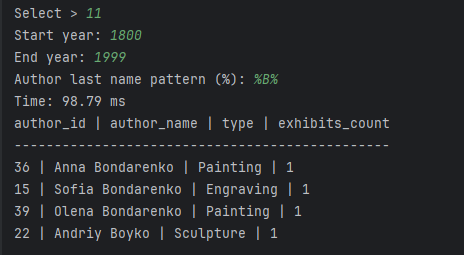 Select > 11
Start year: 1800
End year: 1999
Author last name pattern (%): %B%
Time: 98.79 ms
author_id | author_name | type | exhibits_count
-----------------------------------------------
36 | Anna Bondarenko | Painting | 1
15 | Sofia Bondarenko | Engraving | 1
39 | Olena Bondarenko | Painting | 1
22 | Andriy Boyko | Sculpture | 1